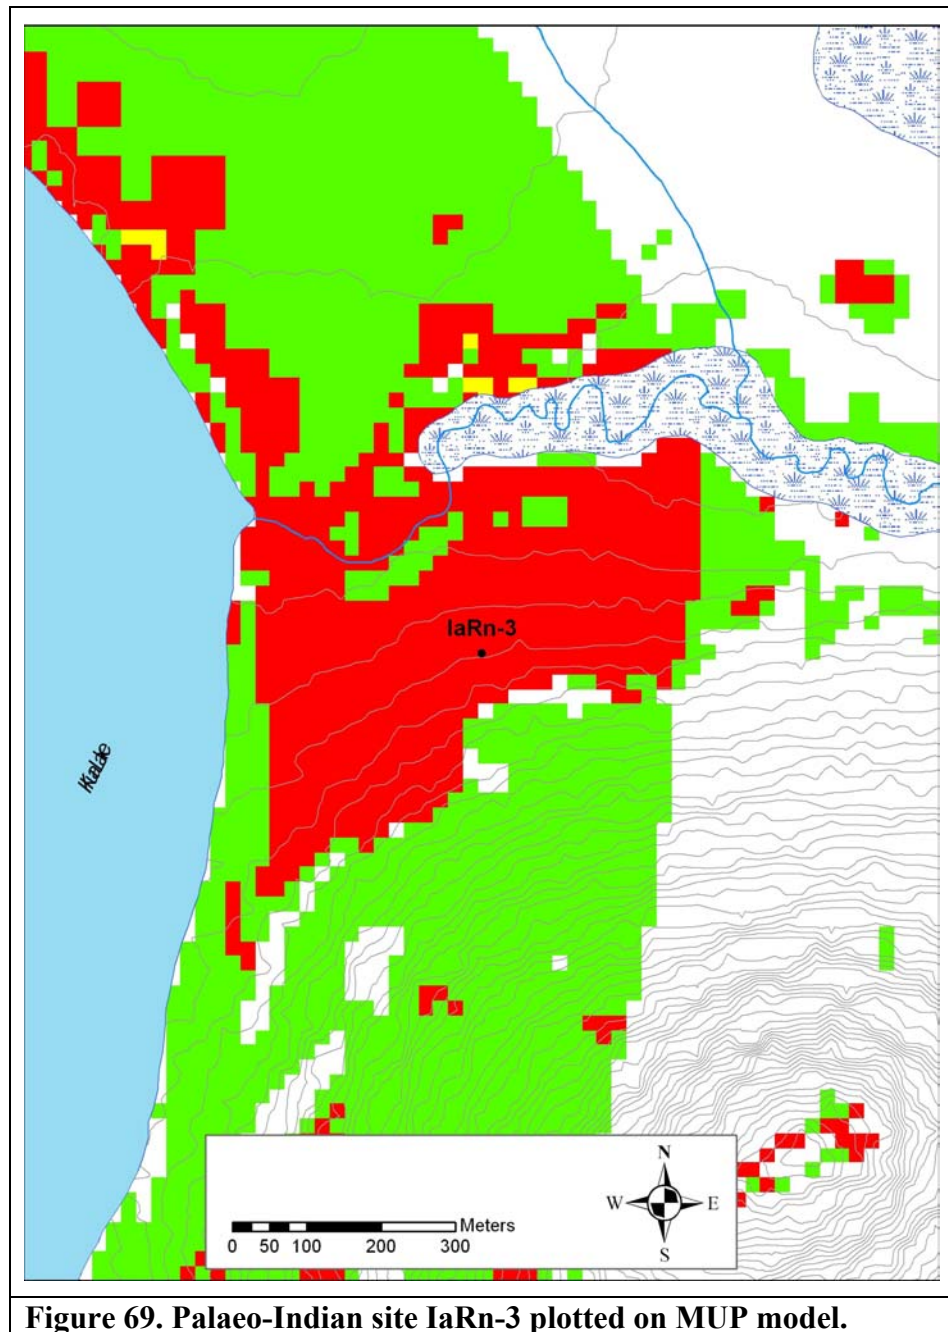 IaRn-3
N
W E
S
Meters
0 50 100 200 300
Figure 69. Palaeo-Indian site IaRn-3 plotted on MUP model.